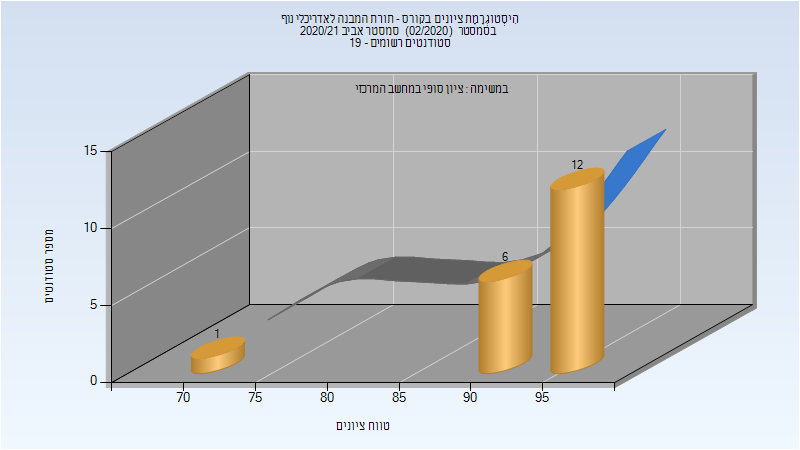 היסטוגרמת ציונים בקורס - תורת המבנה לאדריכלי נוף
בסמסטר (02/2020) סמסטר אביב 2020/21
סטודנטים רשומים - 19
במשימה : ציון סופי במחשב המרכזי
15
10
5
0
מספר סטודנטים
1
6
12
70 75 80 85 90 95
טווח ציונים